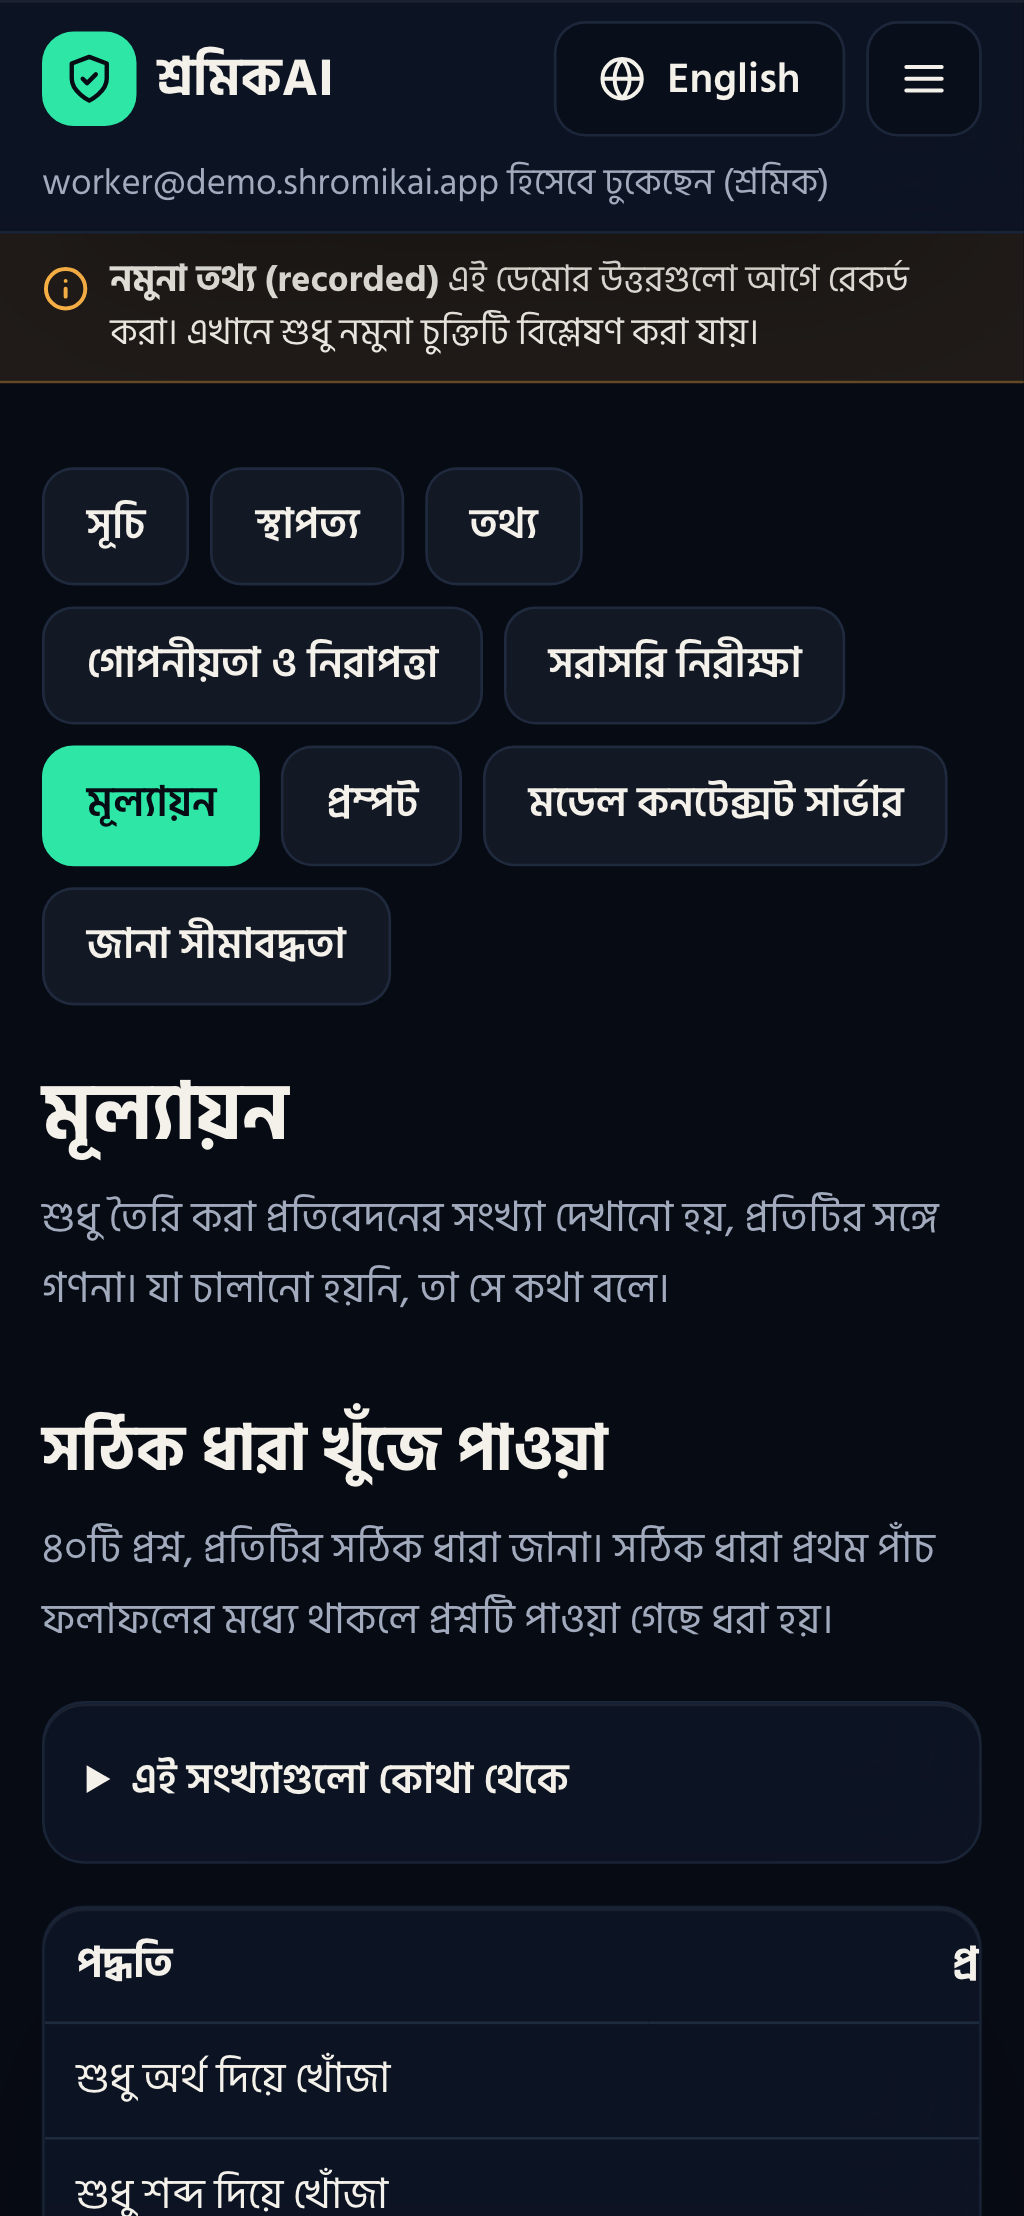 শ্রমিকAI
English
worker@demo.shromikai.app হিসেবে ঢুকেছেন (শ্রমিক)
নমুনা তথ্য (recorded) এই ডেমোর উত্তরগুলো আগে রেকর্ড
করা। এখানে শুধু নমুনা চুক্তিটি বিশ্লেষণ করা যায়।
সূচি
স্থাপত্য
তথ্য
গোপনীয়তা ও নিরাপত্তা
সরাসরি নিরীক্ষা
মূল্যায়ন
প্রম্পট
মডেল কনটেক্সট সার্ভার
জানা সীমাবদ্ধতা
মূল্যায়ন
শুধু তৈরি করা প্রতিবেদনের সংখ্যা দেখানো হয়, প্রতিটির সঙ্গে
গণনা। যা চালানো হয়নি, তা সে কথা বলে।
সঠিক ধারা খুঁজে পাওয়া
৪০টি প্রশ্ন, প্রতিটির সঠিক ধারা জানা। সঠিক ধারা প্রথম পাঁচ
ফলাফলের মধ্যে থাকলে প্রশ্নটি পাওয়া গেছে ধরা হয়।
এই সংখ্যাগুলো কোথা থেকে
পদ্ধতি
শুধু অর্থ দিয়ে খোঁজা
শুধু শব্দ দিয়ে খোঁজা